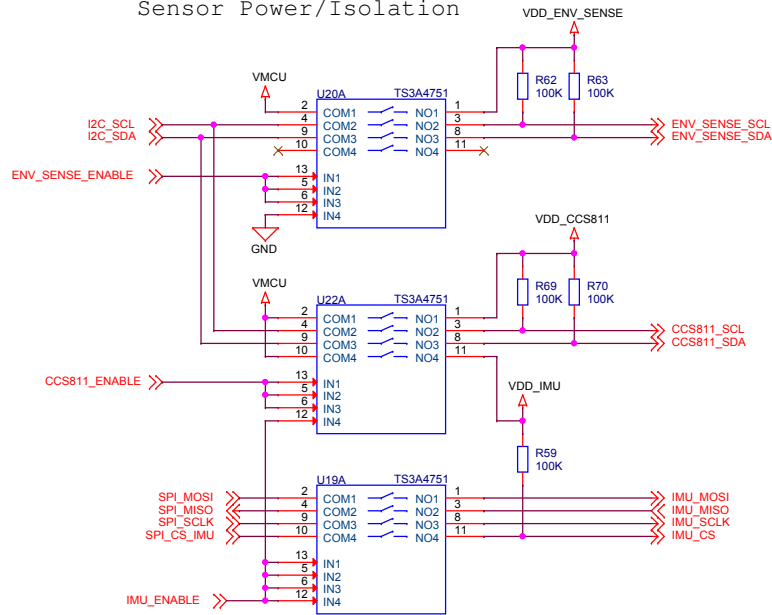 Sensor Power/Isolation
VDD_ENV_SENSE
VMCU
U20A TS3A4751
R62 100K
R63 100K
2 COM1 NO1 1
I2C_SCL 4 COM2 NO2 3 ENV_SENSE_SCL
I2C_SDA 9 COM3 NO3 8 ENV_SENSE_SDA
10 COM4 NO4 11
ENV_SENSE_ENABLE 13 IN1
5 IN2
6 IN3
12 IN4
GND
VDD_CCS811
VMCU
U22A TS3A4751
R69 100K
R70 100K
2 COM1 NO1 1
4 COM2 NO2 3 CCS811_SCL
9 COM3 NO3 8 CCS811_SDA
10 COM4 NO4 11
CCS811_ENABLE 13 IN1
5 IN2
6 IN3
12 IN4
VDD_IMU
R59 100K
U19A TS3A4751
SPI_MOSI 2 COM1 NO1 1 IMU_MOSI
SPI_MISO 4 COM2 NO2 3 IMU_MISO
SPI_SCLK 9 COM3 NO3 8 IMU_SCLK
SPI_CS_IMU 10 COM4 NO4 11 IMU_CS
13 IN1
5 IN2
6 IN3
IMU_ENABLE 12 IN4